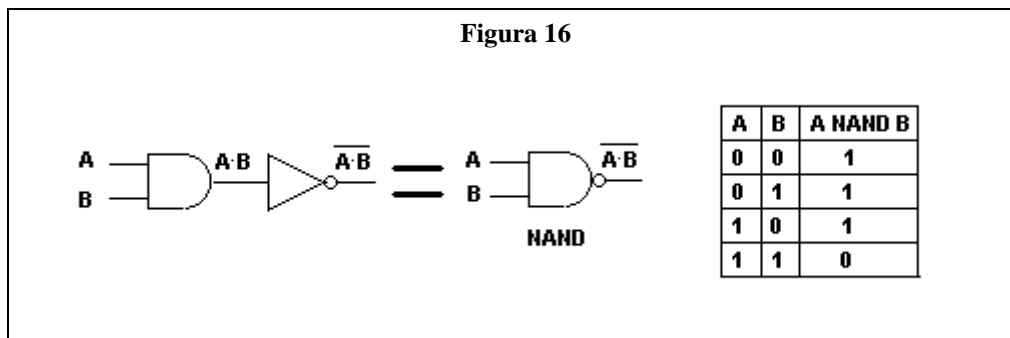 Figura 16
A
B
A·B
A·B
A
B
A·B
NAND
A B A NAND B
0 0 1
0 1 1
1 0 1
1 1 0